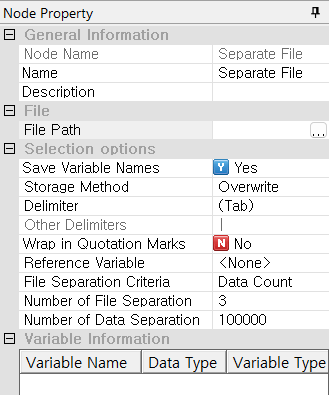 Node Property
General Information
Node Name Separate File
Name Separate File
Description
File
File Path ...
Selection options
Save Variable Names Y Yes
Storage Method Overwrite
Delimiter (Tab)
Other Delimiters |
Wrap in Quotation Marks N No
Reference Variable <None>
File Separation Criteria Data Count
Number of File Separation 3
Number of Data Separation 100000
Variable Information
Variable Name Data Type Variable Type